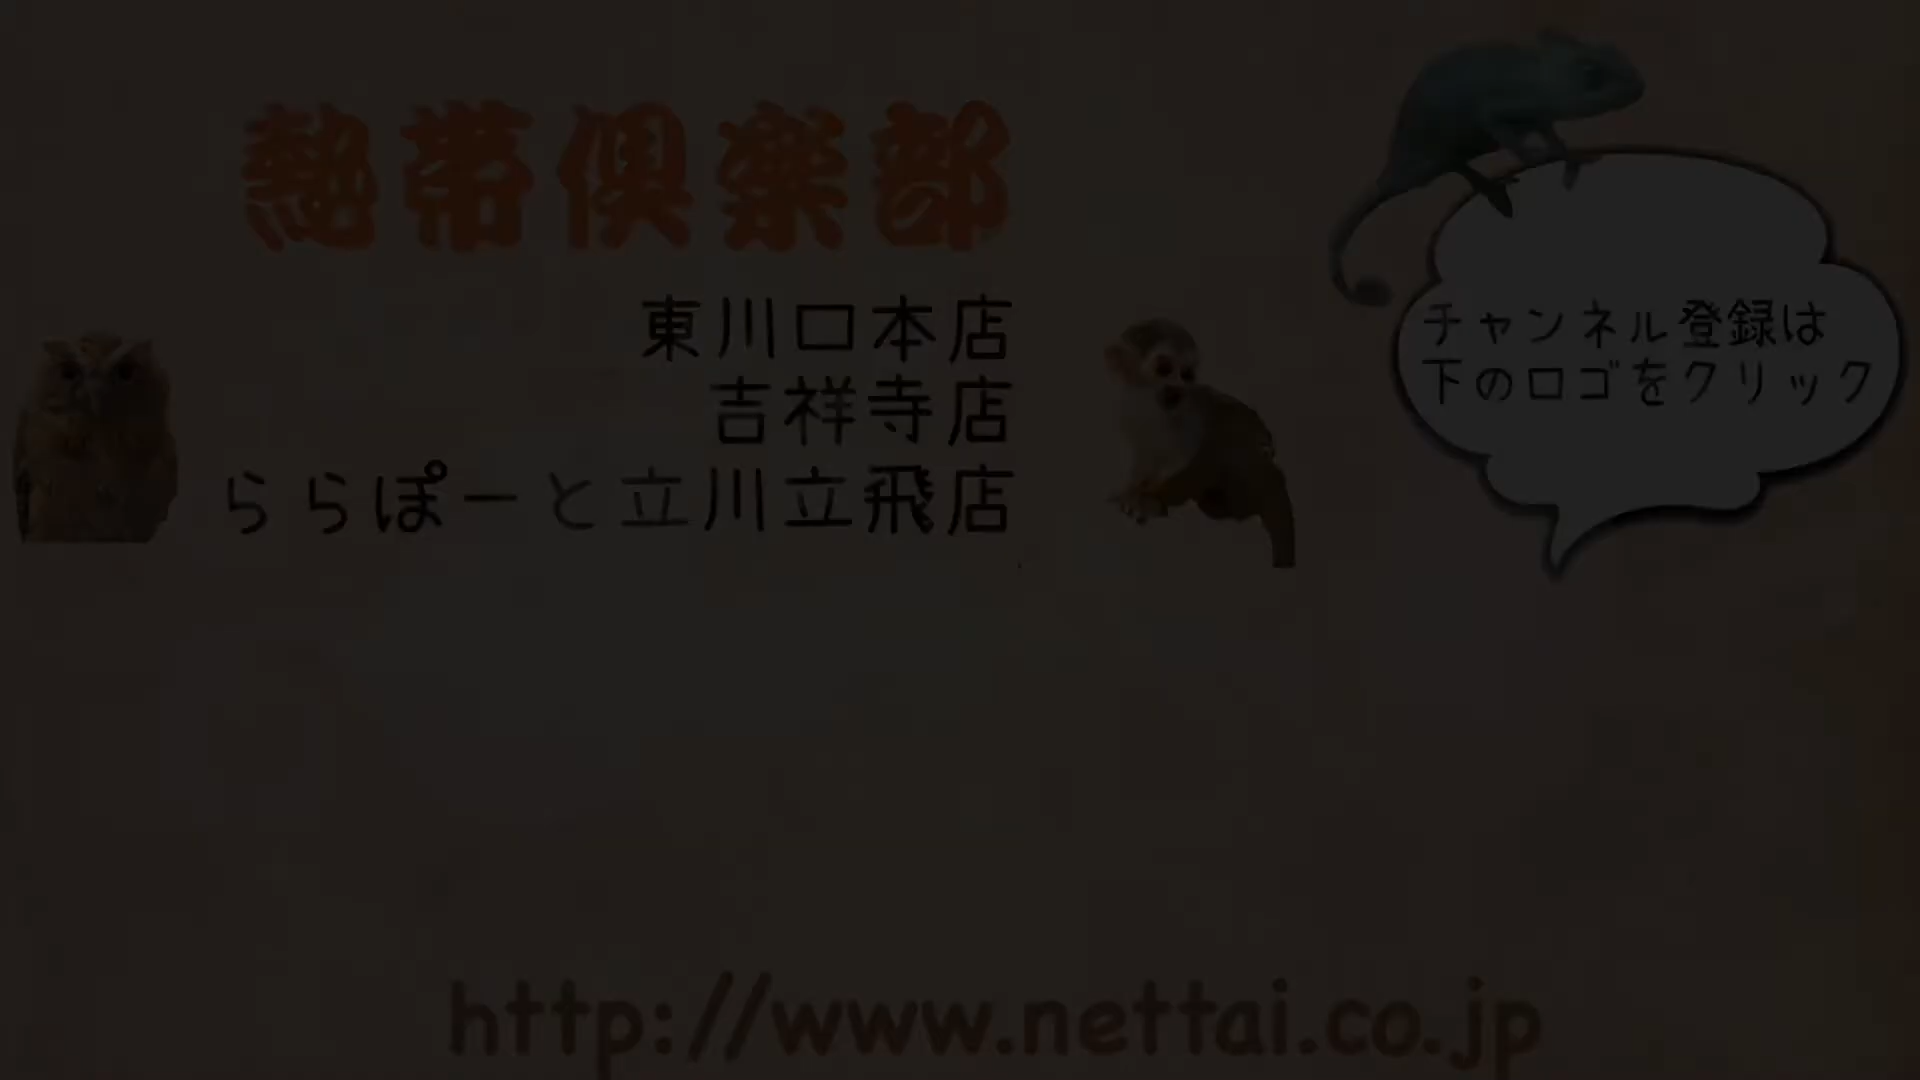 熱帯倶楽部
東川口本店
吉祥寺店
ららぽーと立川立飛店
チャンネル登録は
下のロゴをクリック
http://www.nettai.co.jp